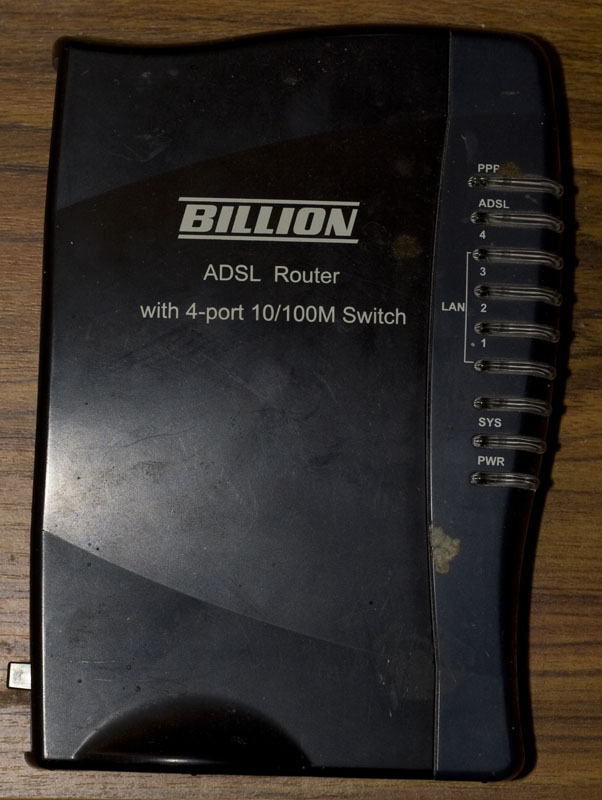 BILLION
ADSL Router
with 4-port 10/100M Switch
PPP
ADSL
4
3
LAN
2
1
SYS
PWR